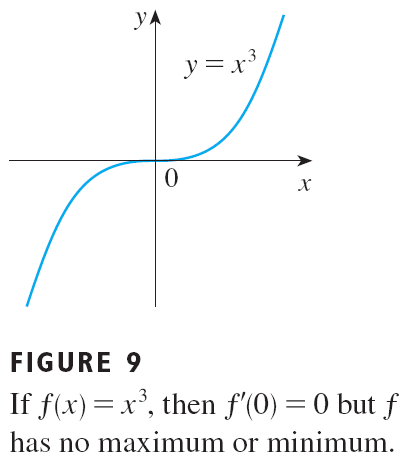 y
y = x³
0
x
FIGURE 9
If f(x) = x³, then f′(0) = 0 but f
has no maximum or minimum.